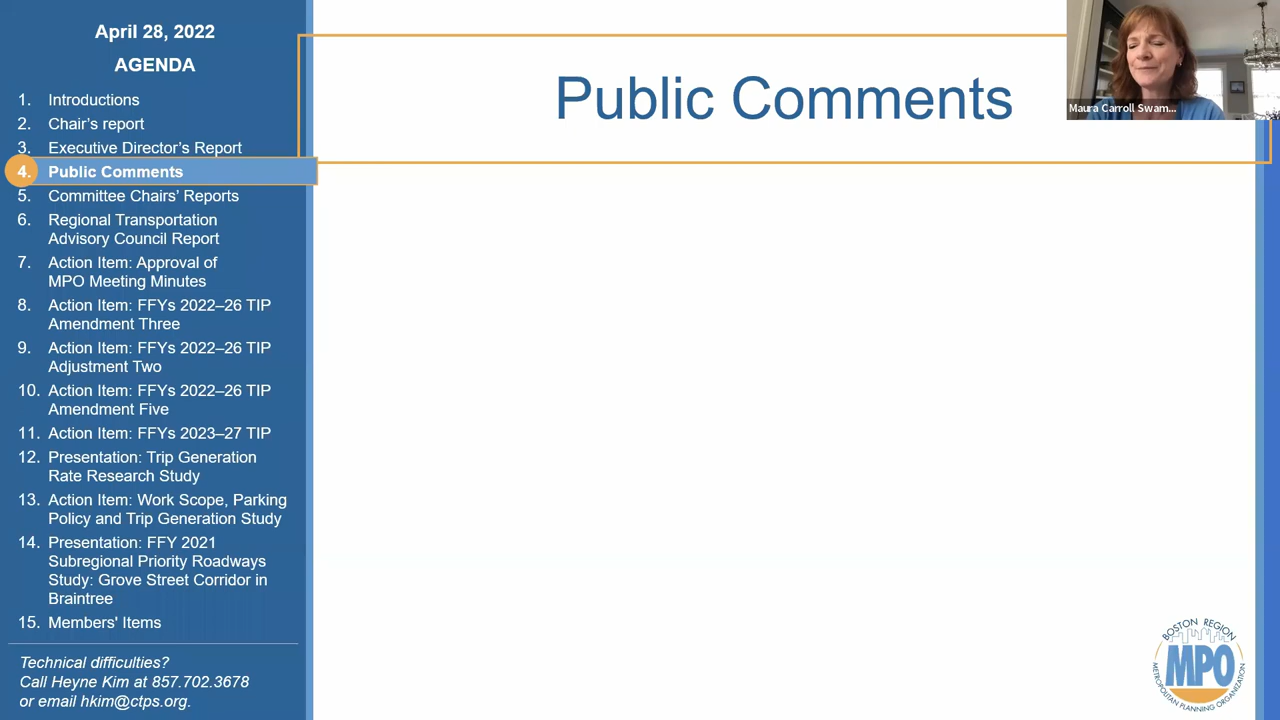 April 28, 2022
AGENDA
1. Introductions
2. Chair's report
3. Executive Director's Report
4. Public Comments
5. Committee Chairs' Reports
6. Regional Transportation
Advisory Council Report
7. Action Item: Approval of
MPO Meeting Minutes
8. Action Item: FFYs 2022–26 TIP
Amendment Three
9. Action Item: FFYs 2022–26 TIP
Adjustment Two
10. Action Item: FFYs 2022–26 TIP
Amendment Five
11. Action Item: FFYs 2023–27 TIP
12. Presentation: Trip Generation
Rate Research Study
13. Action Item: Work Scope, Parking
Policy and Trip Generation Study
14. Presentation: FFY 2021
Subregional Priority Roadways
Study: Grove Street Corridor in
Braintree
15. Members' Items
Technical difficulties?
Call Heyne Kim at 857.702.3678
or email hkim@ctps.org.
Public Comments
Maura Carroll Swam...
BOSTON REGION
MPO
METROPOLITAN PLANNING ORGANIZATION